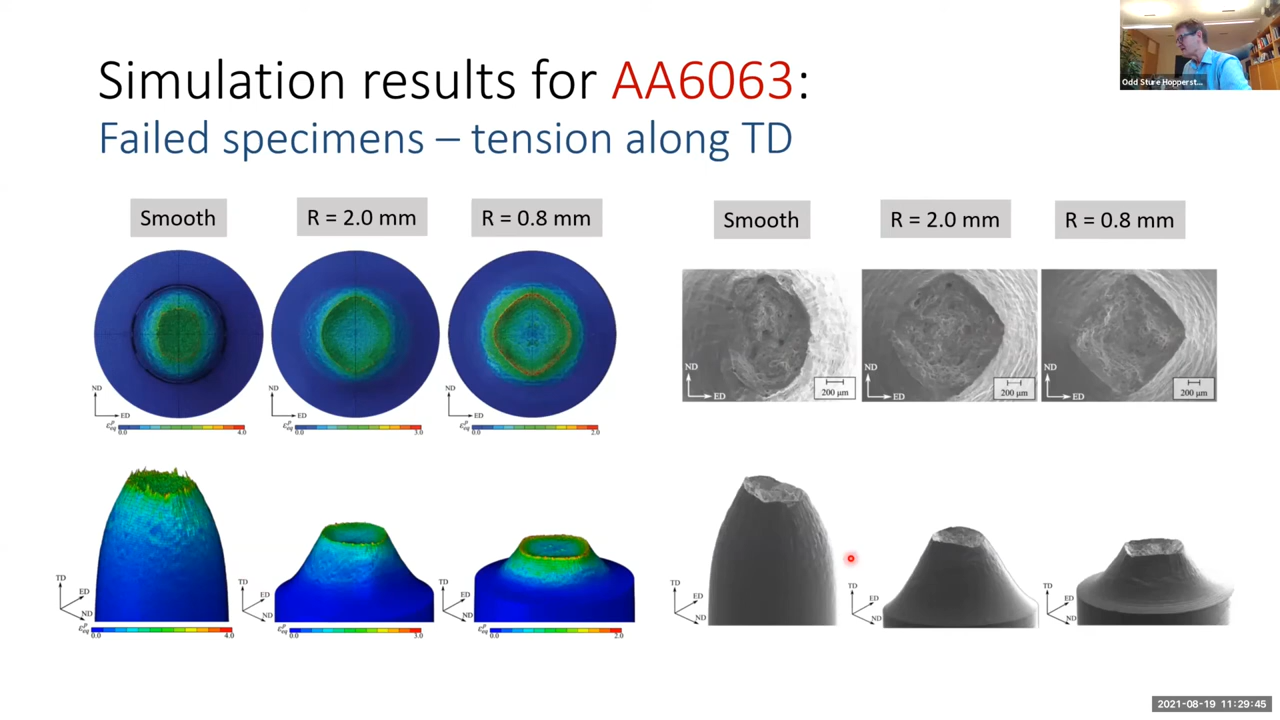 Odd Sture Hopperst...
Simulation results for AA6063:
Failed specimens – tension along TD
Smooth
R = 2.0 mm
R = 0.8 mm
Smooth
R = 2.0 mm
R = 0.8 mm
ND
ED
ND
ED
ND
ED
ND
ED
200 μm
ND
ED
200 μm
ND
ED
200 μm
0.0
4.0
0.0
3.0
0.0
2.0
TD
ED
ND
TD
ED
ND
TD
ED
ND
TD
ED
ND
TD
ED
ND
TD
ED
ND
0.0
4.0
0.0
3.0
0.0
2.0
2021-08-19 11:29:45